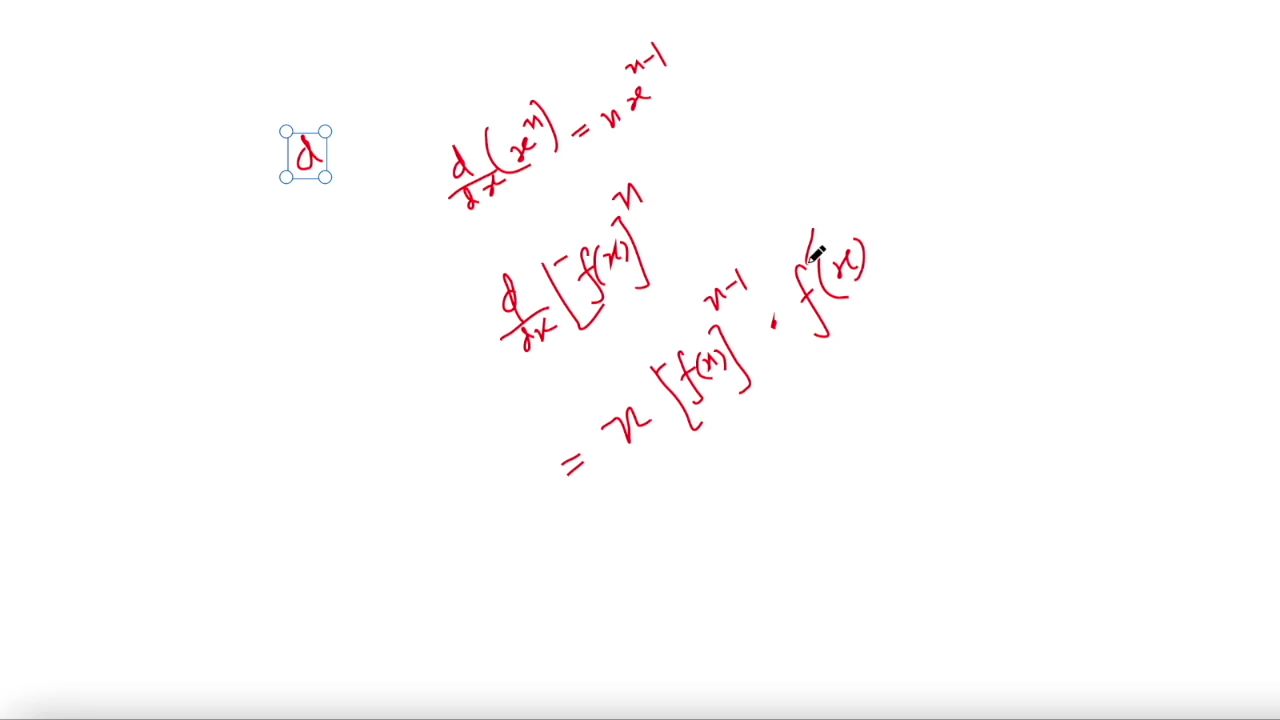 d
d/dx (x^n) = n x^{n-1}
d/dx [f(x)]^n
= n [f(x)]^{n-1} · f'(x)